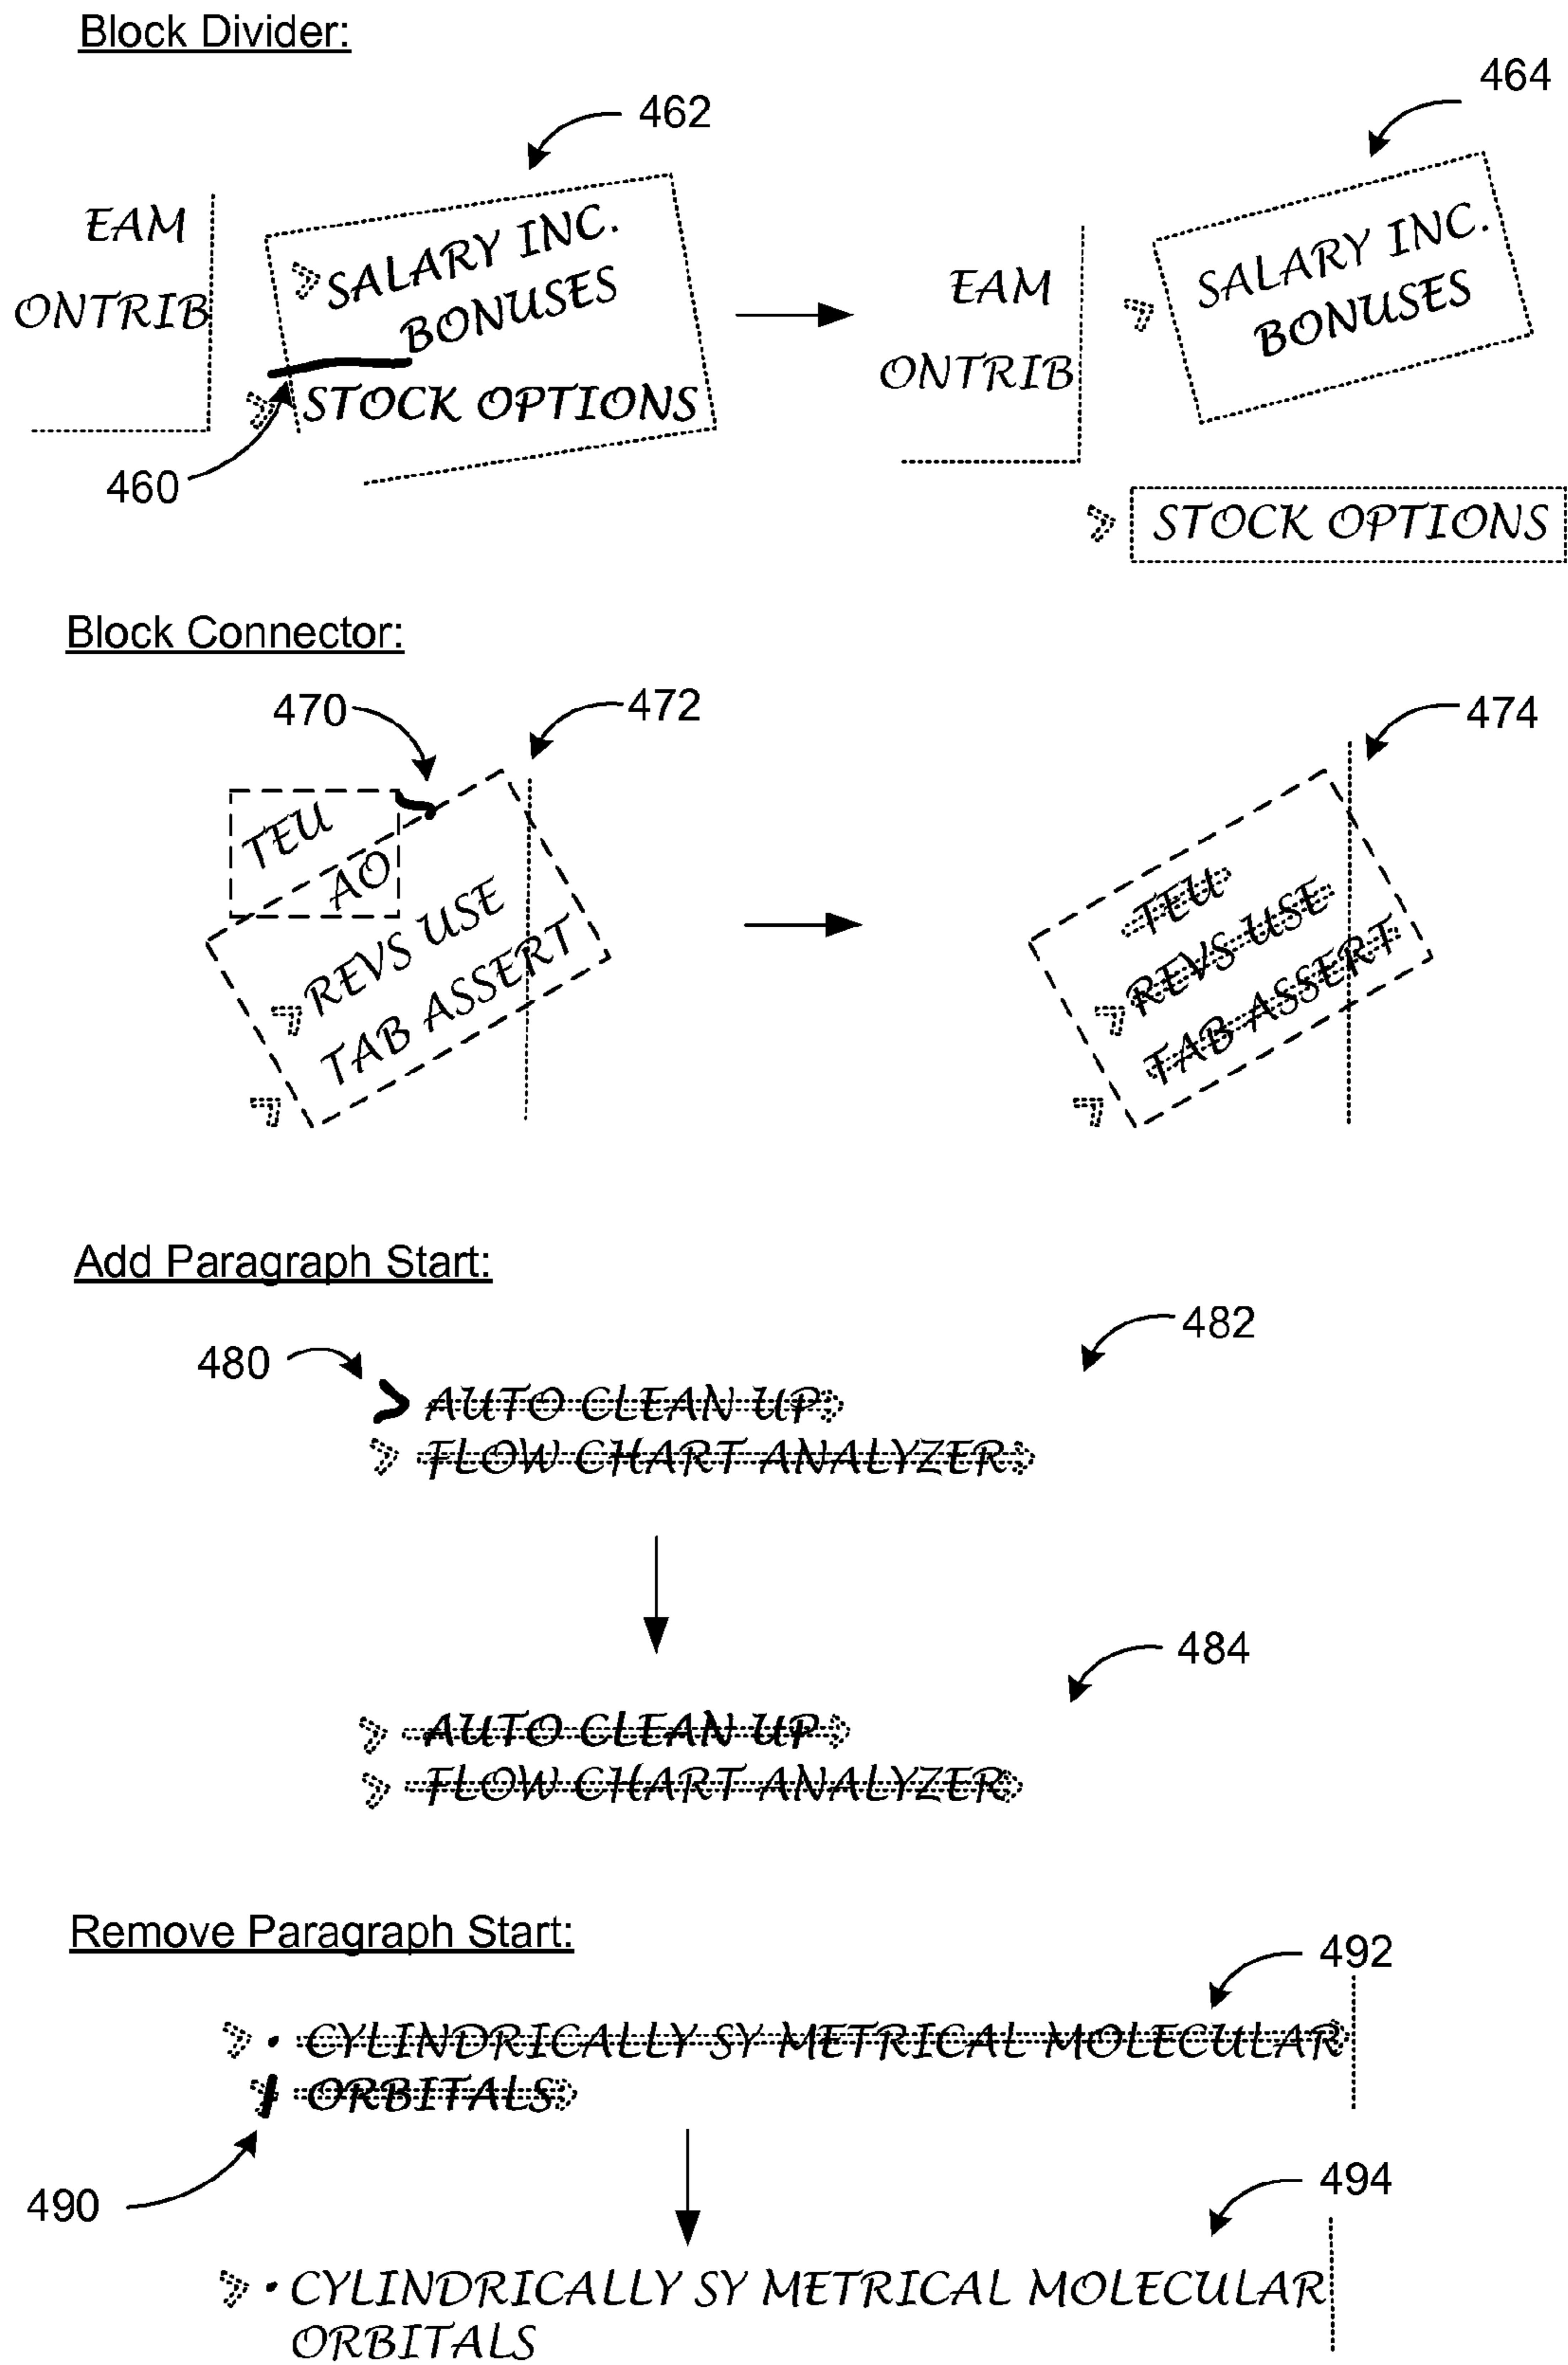 Block Divider:
462
464
EAM
ONTRIB
SALARY INC.
BONUSES
STOCK OPTIONS
460
EAM
ONTRIB
SALARY INC.
BONUSES
STOCK OPTIONS
Block Connector:
470
472
474
TEU
AO
REVS USE
TAB ASSERT
TEU
REVS USE
TAB ASSERT
Add Paragraph Start:
480
482
AUTO CLEAN UP
FLOW CHART ANALYZER
484
AUTO CLEAN UP
FLOW CHART ANALYZER
Remove Paragraph Start:
492
• CYLINDRICALLY SY METRICAL MOLECULAR
ORBITALS
490
494
• CYLINDRICALLY SY METRICAL MOLECULAR
ORBITALS